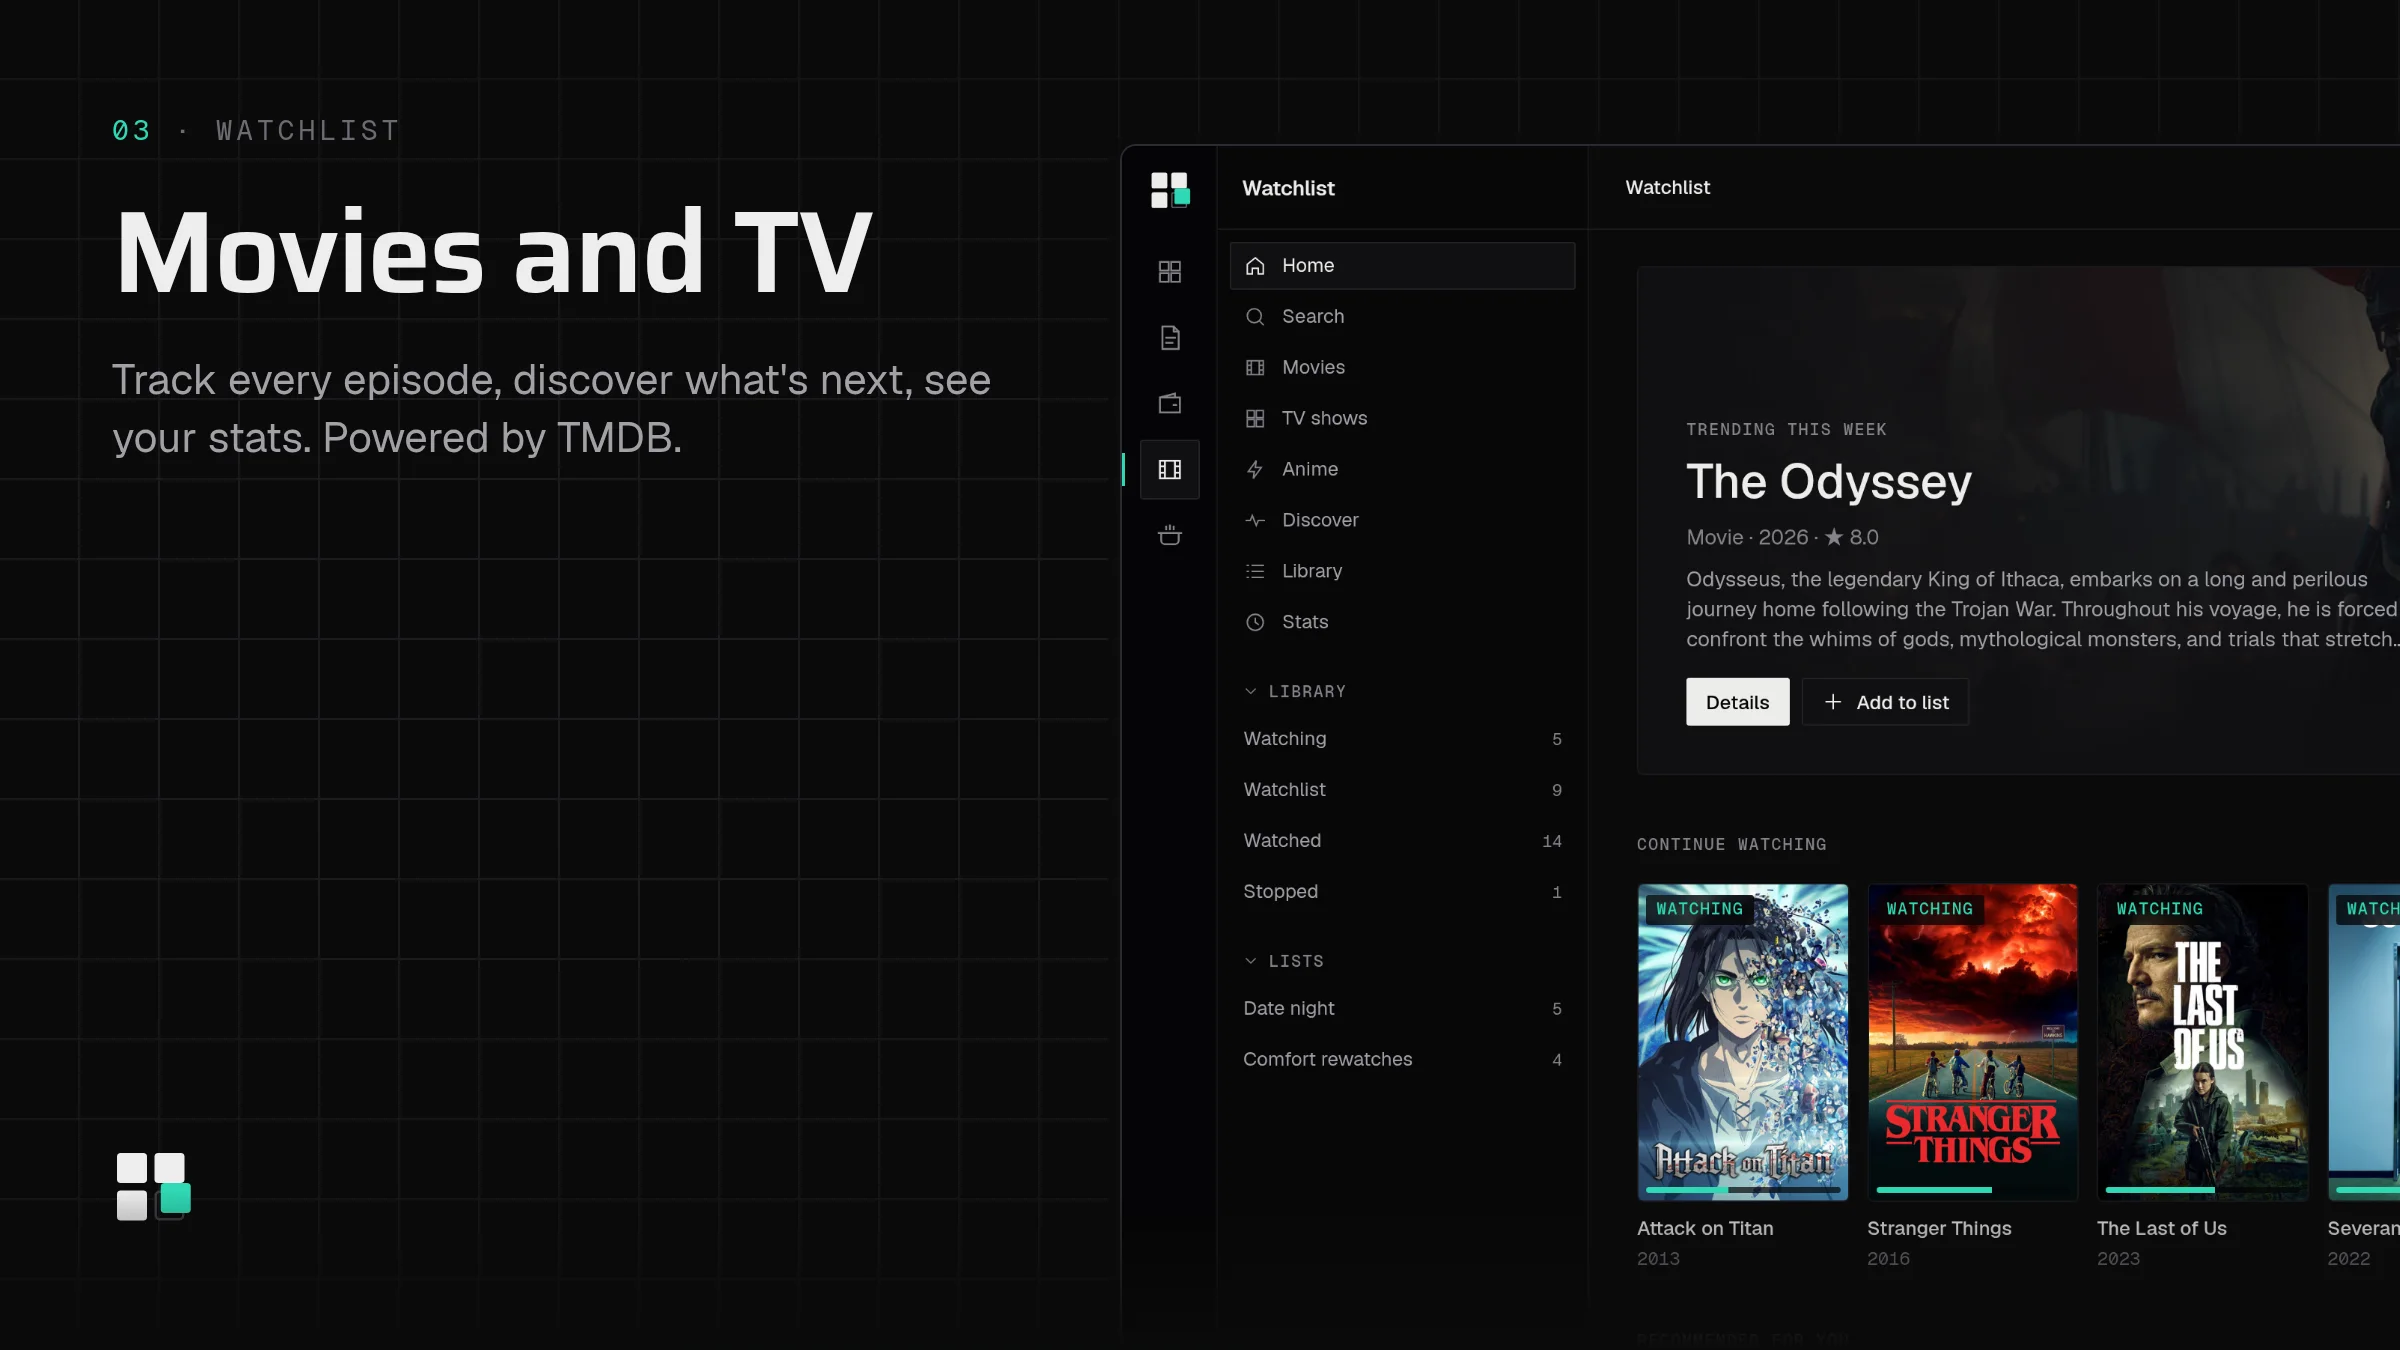 03 · WATCHLIST
Movies and TV
Track every episode, discover what's next, see
your stats. Powered by TMDB.
Watchlist
Home
Search
Movies
TV shows
Anime
Discover
Library
Stats
LIBRARY
Watching 5
Watchlist 9
Watched 14
Stopped 1
LISTS
Date night 5
Comfort rewatches 4
Watchlist
TRENDING THIS WEEK
The Odyssey
Movie · 2026 · ★ 8.0
Odysseus, the legendary King of Ithaca, embarks on a long and perilous
journey home following the Trojan War. Throughout his voyage, he is forced
confront the whims of gods, mythological monsters, and trials that stretch...
Details
+ Add to list
CONTINUE WATCHING
WATCHING
Attack on Titan
Attack on Titan
2013
WATCHING
STRANGER
THINGS
Stranger Things
2016
WATCHING
THE
LAST
OF US
The Last of Us
2023
WATCH
Severan
2022
RECOMMENDED FOR YOU